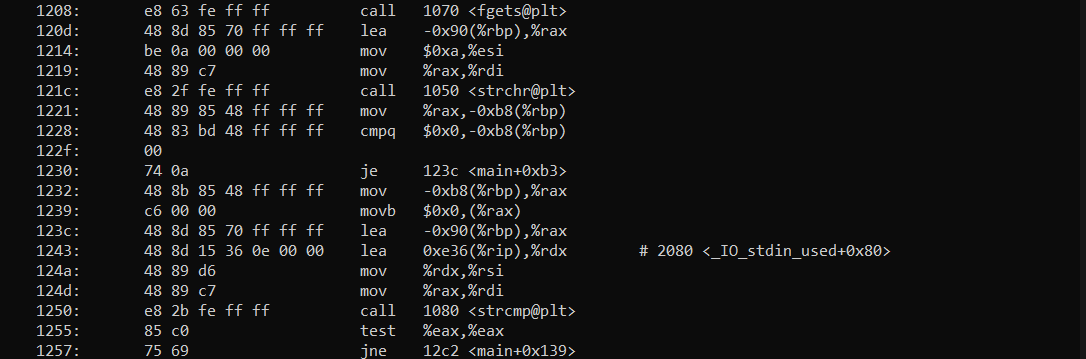 1208: e8 63 fe ff ff call 1070 <fgets@plt>
120d: 48 8d 85 70 ff ff ff lea -0x90(%rbp),%rax
1214: be 0a 00 00 00 mov $0xa,%esi
1219: 48 89 c7 mov %rax,%rdi
121c: e8 2f fe ff ff call 1050 <strchr@plt>
1221: 48 89 85 48 ff ff ff mov %rax,-0xb8(%rbp)
1228: 48 83 bd 48 ff ff ff cmpq $0x0,-0xb8(%rbp)
122f: 00
1230: 74 0a je 123c <main+0xb3>
1232: 48 8b 85 48 ff ff ff mov -0xb8(%rbp),%rax
1239: c6 00 00 movb $0x0,(%rax)
123c: 48 8d 85 70 ff ff ff lea -0x90(%rbp),%rax
1243: 48 8d 15 36 0e 00 00 lea 0xe36(%rip),%rdx # 2080 <_IO_stdin_used+0x80>
124a: 48 89 d6 mov %rdx,%rsi
124d: 48 89 c7 mov %rax,%rdi
1250: e8 2b fe ff ff call 1080 <strcmp@plt>
1255: 85 c0 test %eax,%eax
1257: 75 69 jne 12c2 <main+0x139>